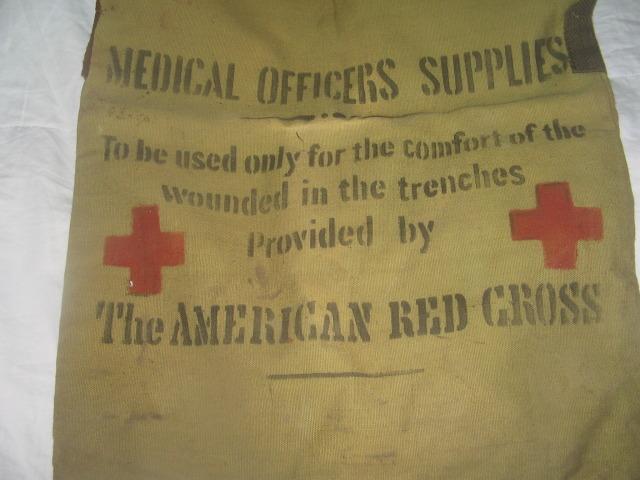 MEDICAL OFFICERS SUPPLIES
To be used only for the comfort of the
wounded in the trenches
Provided by
The AMERICAN RED CROSS